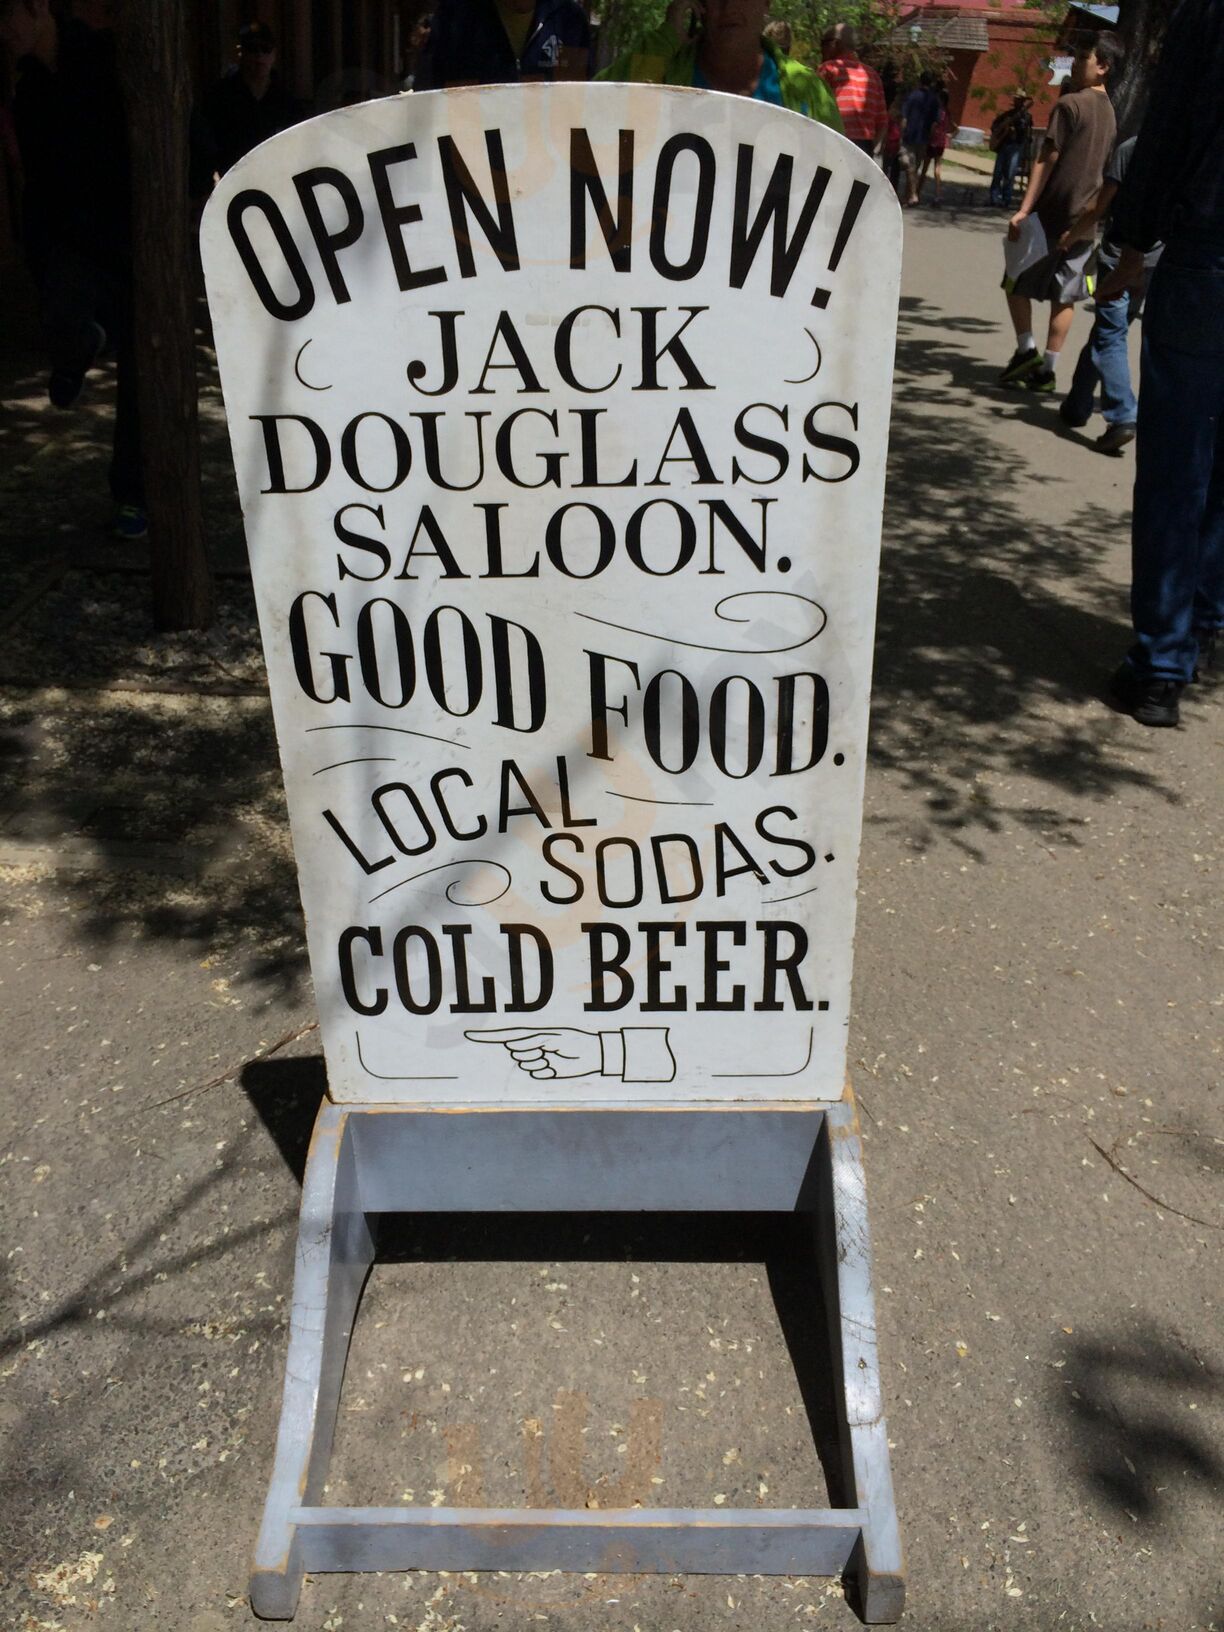 OPEN NOW!
JACK
DOUGLASS
SALOON.
GOOD FOOD.
LOCAL
SODAS.
COLD BEER.